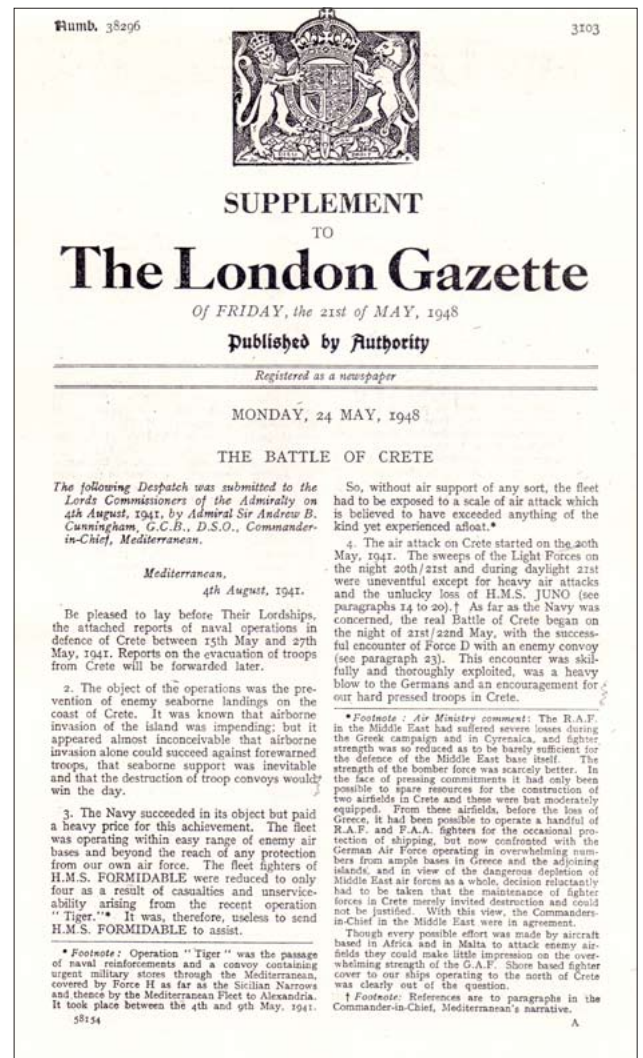 Numb. 38296
3103
SUPPLEMENT
TO
The London Gazette
Of FRIDAY, the 21st of MAY, 1948
Published by Authority
Registered as a newspaper
MONDAY, 24 MAY, 1948
THE BATTLE OF CRETE
The following Despatch was submitted to the
Lords Commissioners of the Admiralty on
4th August, 1941, by Admiral Sir Andrew B.
Cunningham, G.C.B., D.S.O., Commander-
in-Chief, Mediterranean.
Mediterranean,
4th August, 1941.
Be pleased to lay before Their Lordships,
the attached reports of naval operations in
defence of Crete between 15th May and 27th
May, 1941. Reports on the evacuation of troops
from Crete will be forwarded later.
2. The object of the operations was the pre-
vention of enemy seaborne landings on the
coast of Crete. It was known that airborne
invasion of the island was impending; but it
appeared almost inconceivable that airborne
invasion alone could succeed against forewarned
troops, that seaborne support was inevitable
and that the destruction of troop convoys would
win the day.
3. The Navy succeeded in its object but paid
a heavy price for this achievement. The fleet
was operating within easy range of enemy air
bases and beyond the reach of any protection
from our own air force. The fleet fighters of
H.M.S. FORMIDABLE were reduced to only
four as a result of casualties and unservice-
ability arising from the recent operation
" Tiger."* It was, therefore, useless to send
H.M.S. FORMIDABLE to assist.
* Footnote : Operation " Tiger " was the passage
of naval reinforcements and a convoy containing
urgent military stores through the Mediterranean,
covered by Force H as far as the Sicilian Narrows
and thence by the Mediterranean Fleet to Alexandria.
It took place between the 4th and 9th May, 1941.
58154
So, without air support of any sort, the fleet
had to be exposed to a scale of air attack which
is believed to have exceeded anything of the
kind yet experienced afloat.*
4. The air attack on Crete started on the 20th
May, 1941. The sweeps of the Light Forces on
the night 20th/21st and during daylight 21st
were uneventful except for heavy air attacks
and the unlucky loss of H.M.S. JUNO (see
paragraphs 14 to 20).† As far as the Navy was
concerned, the real Battle of Crete began on
the night of 21st/22nd May, with the success-
ful encounter of Force D with an enemy convoy
(see paragraph 23). This encounter was skil-
fully and thoroughly exploited, was a heavy
blow to the Germans and an encouragement for
our hard pressed troops in Crete.
* Footnote : Air Ministry comment: The R.A.F.
in the Middle East had suffered severe losses during
the Greek campaign and in Cyrenaica, and fighter
strength was so reduced as to be barely sufficient for
the defence of the Middle East base itself. The
strength of the bomber force was scarcely better. In
the face of pressing commitments it had only been
possible to spare resources for the construction of
two airfields in Crete and these were but moderately
equipped. From these airfields, before the loss of
Greece, it had been possible to operate a handful of
R.A.F. and F.A.A. fighters for the occasional pro-
tection of shipping, but now confronted with the
German Air Force operating in overwhelming num-
bers from ample bases in Greece and the adjoining
islands, and in view of the dangerous depletion of
Middle East air forces as a whole, decision reluctantly
had to be taken that the maintenance of fighter
forces in Crete merely invited destruction and could
not be justified. With this view, the Commanders-
in-Chief in the Middle East were in agreement.
Though every possible effort was made by aircraft
based in Africa and in Malta to attack enemy air-
fields they could make little impression on the over-
whelming strength of the G.A.F. Shore based fighter
cover to our ships operating to the north of Crete
was clearly out of the question.
† Footnote: References are to paragraphs in the
Commander-in-Chief, Mediterranean's narrative.
A